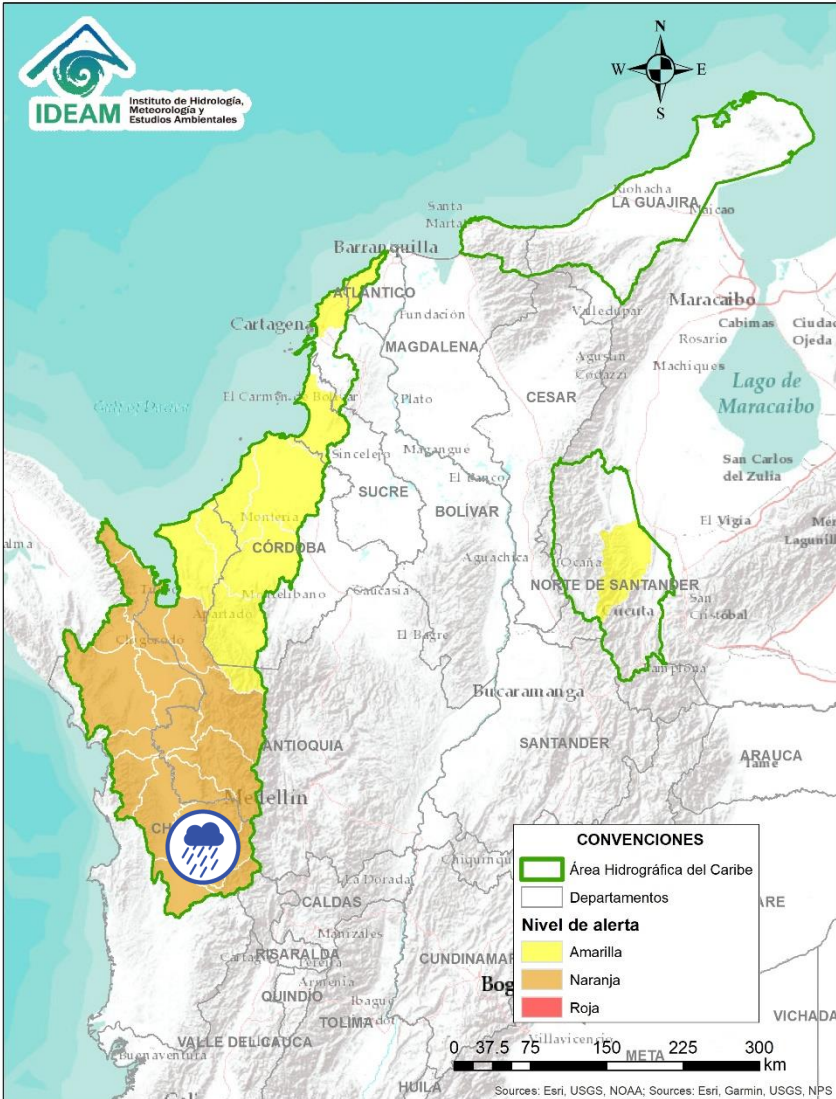 IDEAM
Instituto de Hidrología,
Meteorología y
Estudios Ambientales
N
W
E
S
Riohacha
LA GUAJIRA
Maicao
Santa
Marta
Barranquilla
ATLÁNTICO
Maracaibo
Cartagena
Fundación
Valledupar
Cabimas
Ciudad
Ojeda
Rosario
MAGDALENA
Agustín
Codazzi
Machiques
Lago de
Maracaibo
El Carmen de Bolívar
Plato
CESAR
Sincelejo
Magangué
San Carlos
del Zulia
El Banco
SUCRE
BOLÍVAR
Montería
El Vigía
CÓRDOBA
Aguachica
Ocaña
Montelíbano
Caucasia
NORTE DE SANTANDER
San
Cristóbal
Apartadó
Cúcuta
Chigorodó
El Bagre
Pamplona
Bucaramanga
ANTIOQUIA
SANTANDER
ARAUCA
Tame
Medellín
CH
Chiquinqu
La Dorada
CALDAS
Manizales
RISARALDA
Pereira
Armenia
CUNDINAMAR
QUINDÍO
Ibagué
Bog
TOLIMA
VICHADA
VALLE DEL CAUCA
Villavicencio
Buenaventura
META
HUILA
CONVENCIONES
Área Hidrográfica del Caribe
Departamentos
Nivel de alerta
Amarilla
Naranja
Roja
0 37.5 75 150 225 300
km
Sources: Esri, USGS, NOAA; Sources: Esri, Garmin, USGS, NPS